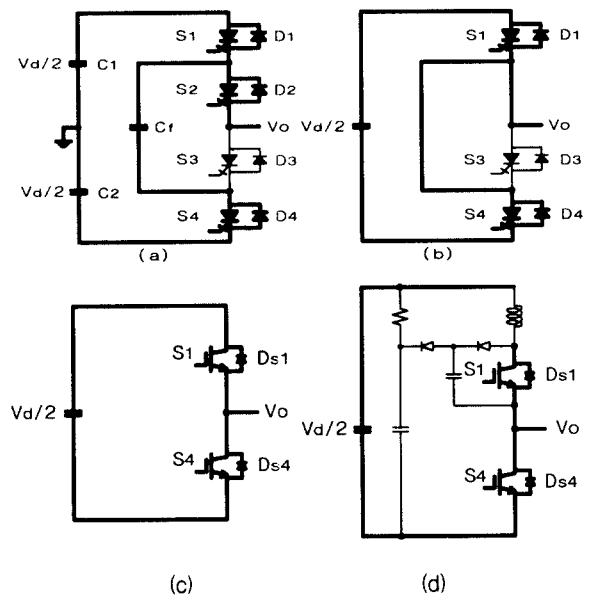 S1 D1
Vd/2 C1
S2 D2
Cf Vo
S3 D3
Vd/2 C2
S4 D4
(a)
S1 D1
Vd/2 Vo
S3 D3
S4 D4
(b)
S1 Ds1
Vd/2 Vo
S4 Ds4
(c)
S1 Ds1
Vd/2 Vo
S4 Ds4
(d)